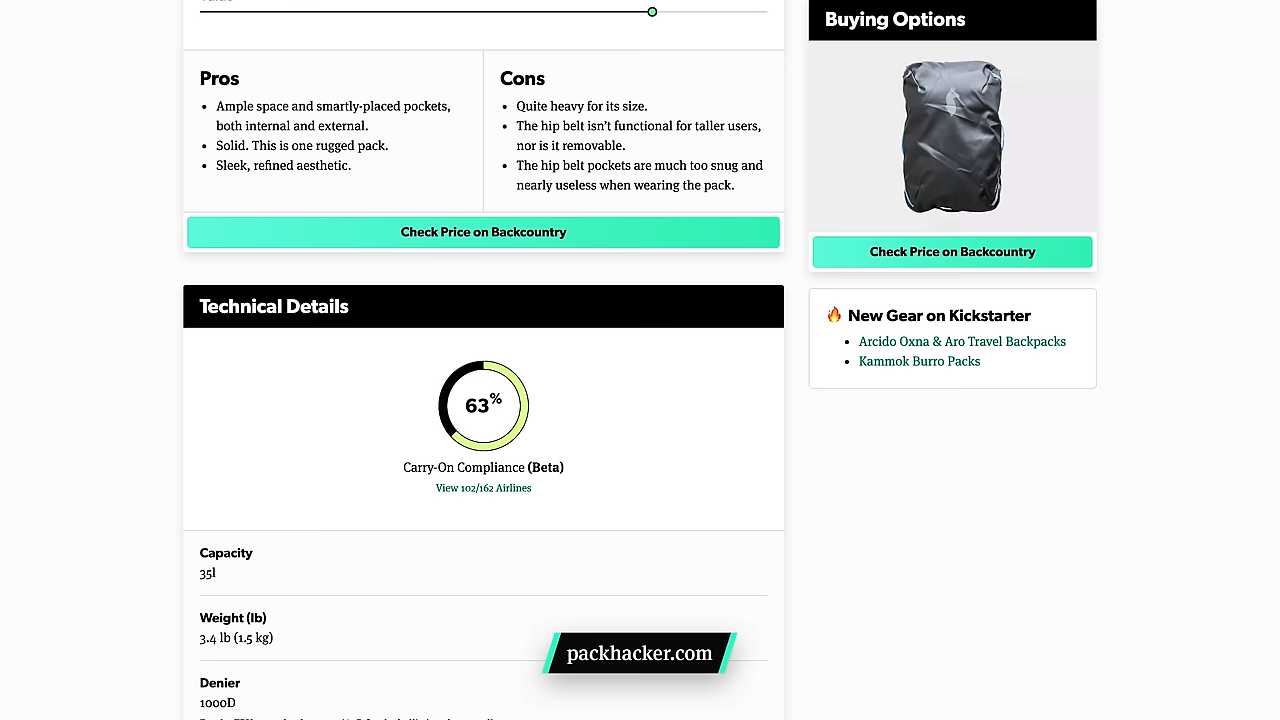 Buying Options
Pros
Ample space and smartly-placed pockets,
both internal and external.
Solid. This is one rugged pack.
Sleek, refined aesthetic.
Cons
Quite heavy for its size.
The hip belt isn't functional for taller users,
nor is it removable.
The hip belt pockets are much too snug and
nearly useless when wearing the pack.
Check Price on Backcountry
Check Price on Backcountry
🔥 New Gear on Kickstarter
Arcido Oxna & Aro Travel Backpacks
Kammok Burro Packs
Technical Details
63%
Carry-On Compliance (Beta)
View 102/162 Airlines
Capacity
35l
Weight (lb)
3.4 lb (1.5 kg)
Denier
1000D
packhacker.com